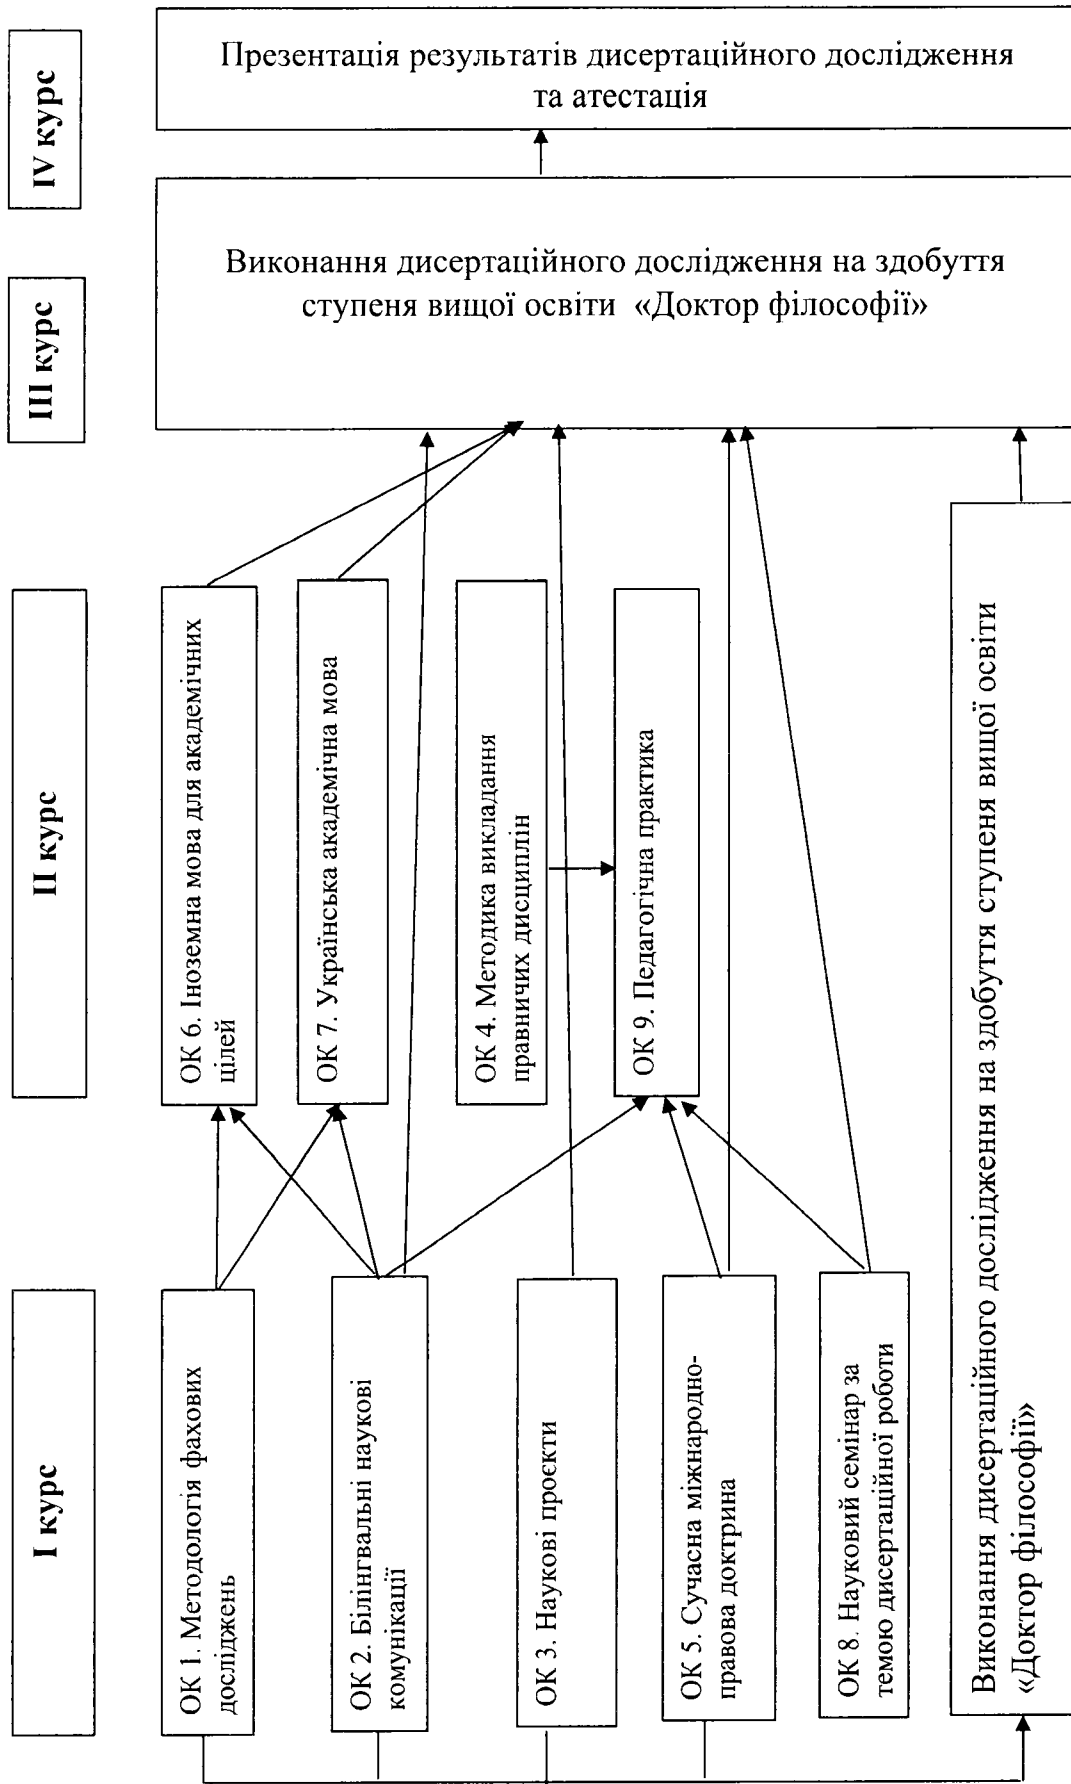 І курс
ІІ курс
ІІІ курс
IV курс
ОК 1. Методологія фахових
досліджень
ОК 2. Білінгвальні наукові
комунікації
ОК 3. Наукові проєкти
ОК 5. Сучасна міжнародно-
правова доктрина
ОК 8. Науковий семінар за
темою дисертаційної роботи
ОК 6. Іноземна мова для академічних
цілей
ОК 7. Українська академічна мова
ОК 4. Методика викладання
правничих дисциплін
ОК 9. Педагогічна практика
Виконання дисертаційного дослідження на здобуття ступеня вищої освіти
«Доктор філософії»
Виконання дисертаційного дослідження на здобуття
ступеня вищої освіти «Доктор філософії»
Презентація результатів дисертаційного дослідження
та атестація